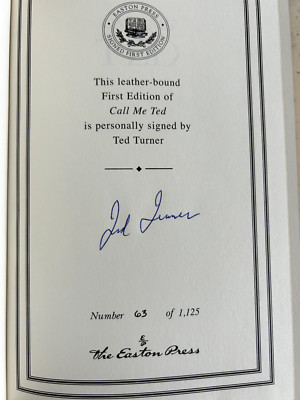 EASTON PRESS
SIGNED FIRST EDITION
This leather-bound
First Edition of
Call Me Ted
is personally signed by
Ted Turner
Ted Turner
Number 63 of 1,125
E/P
the Easton Press